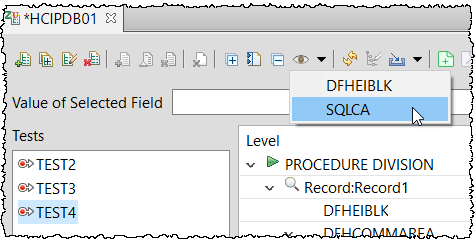 *HCIPDB01
DFHEIBLK
SQLCA
Value of Selected Field
Tests
Level
TEST2
PROCEDURE DIVISION
TEST3
Record:Record1
TEST4
DFHEIBLK
DFHCOMMAREA